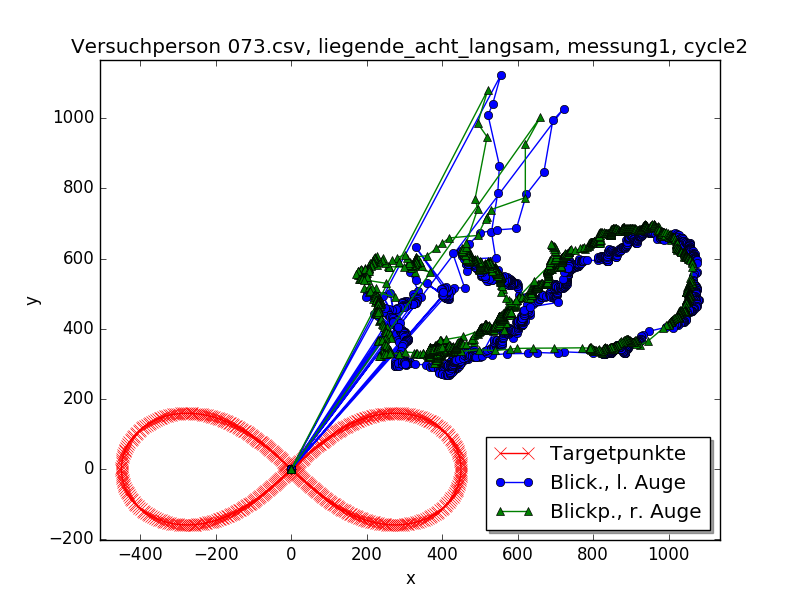 Versuchperson 073.csv, liegende_acht_langsam, messung1, cycle2
1000
800
600
400
200
0
−200
y
−400
−200
0
200
400
600
800
1000
x
Targetpunkte
Blick., l. Auge
Blickp., r. Auge